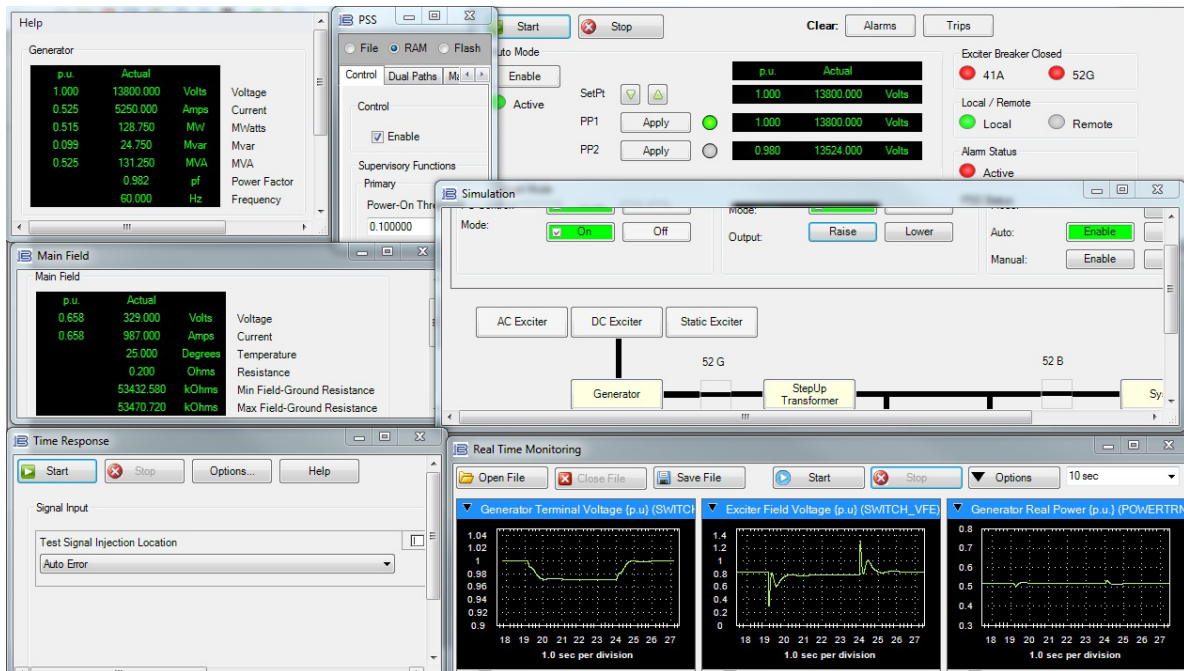 Help
Generator
p.u. Actual
1.000 13800.000 Volts Voltage
0.525 5250.000 Amps Current
0.515 128.750 MW MWatts
0.099 24.750 Mvar Mvar
0.525 131.250 MVA MVA
0.982 pf Power Factor
60.000 Hz Frequency
PSS
File RAM Flash
Control Dual Paths
Control
Enable
Supervisory Functions
Primary
Power-On Thre
0.100000
Start Stop Clear: Alarms Trips
uto Mode
Enable
Active
SetPt
PP1 Apply
PP2 Apply
p.u. Actual
1.000 13800.000 Volts
1.000 13800.000 Volts
0.980 13524.000 Volts
Exciter Breaker Closed
41A 52G
Local / Remote
Local Remote
Alarm Status
Active
Main Field
Main Field
p.u. Actual
0.658 329.000 Volts Voltage
0.658 987.000 Amps Current
25.000 Degrees Temperature
0.200 Ohms Resistance
53432.580 kOhms Min Field-Ground Resistance
53470.720 kOhms Max Field-Ground Resistance
Simulation
Mode: On Off
Mode:
Output: Raise Lower
Auto: Enable
Manual: Enable
AC Exciter DC Exciter Static Exciter
52 G 52 B
Generator StepUp Transformer Sy
Time Response
Start Stop Options... Help
Signal Input
Test Signal Injection Location
Auto Error
Real Time Monitoring
Open File Close File Save File Start Stop Options 10 sec
Generator Terminal Voltage {p.u} (SWITCH
1.04
1.02
1
0.98
0.96
0.94
0.92
0.9
18 19 20 21 22 23 24 25 26 27
1.0 sec per division
Exciter Field Voltage {p.u} (SWITCH_VFE)
1.4
1.2
1
0.8
0.6
0.4
0.2
0
18 19 20 21 22 23 24 25 26 27
1.0 sec per division
Generator Real Power {p.u.} (POWERTRN
0.8
0.7
0.6
0.5
0.4
0.3
18 19 20 21 22 23 24 25 26 27
1.0 sec per division